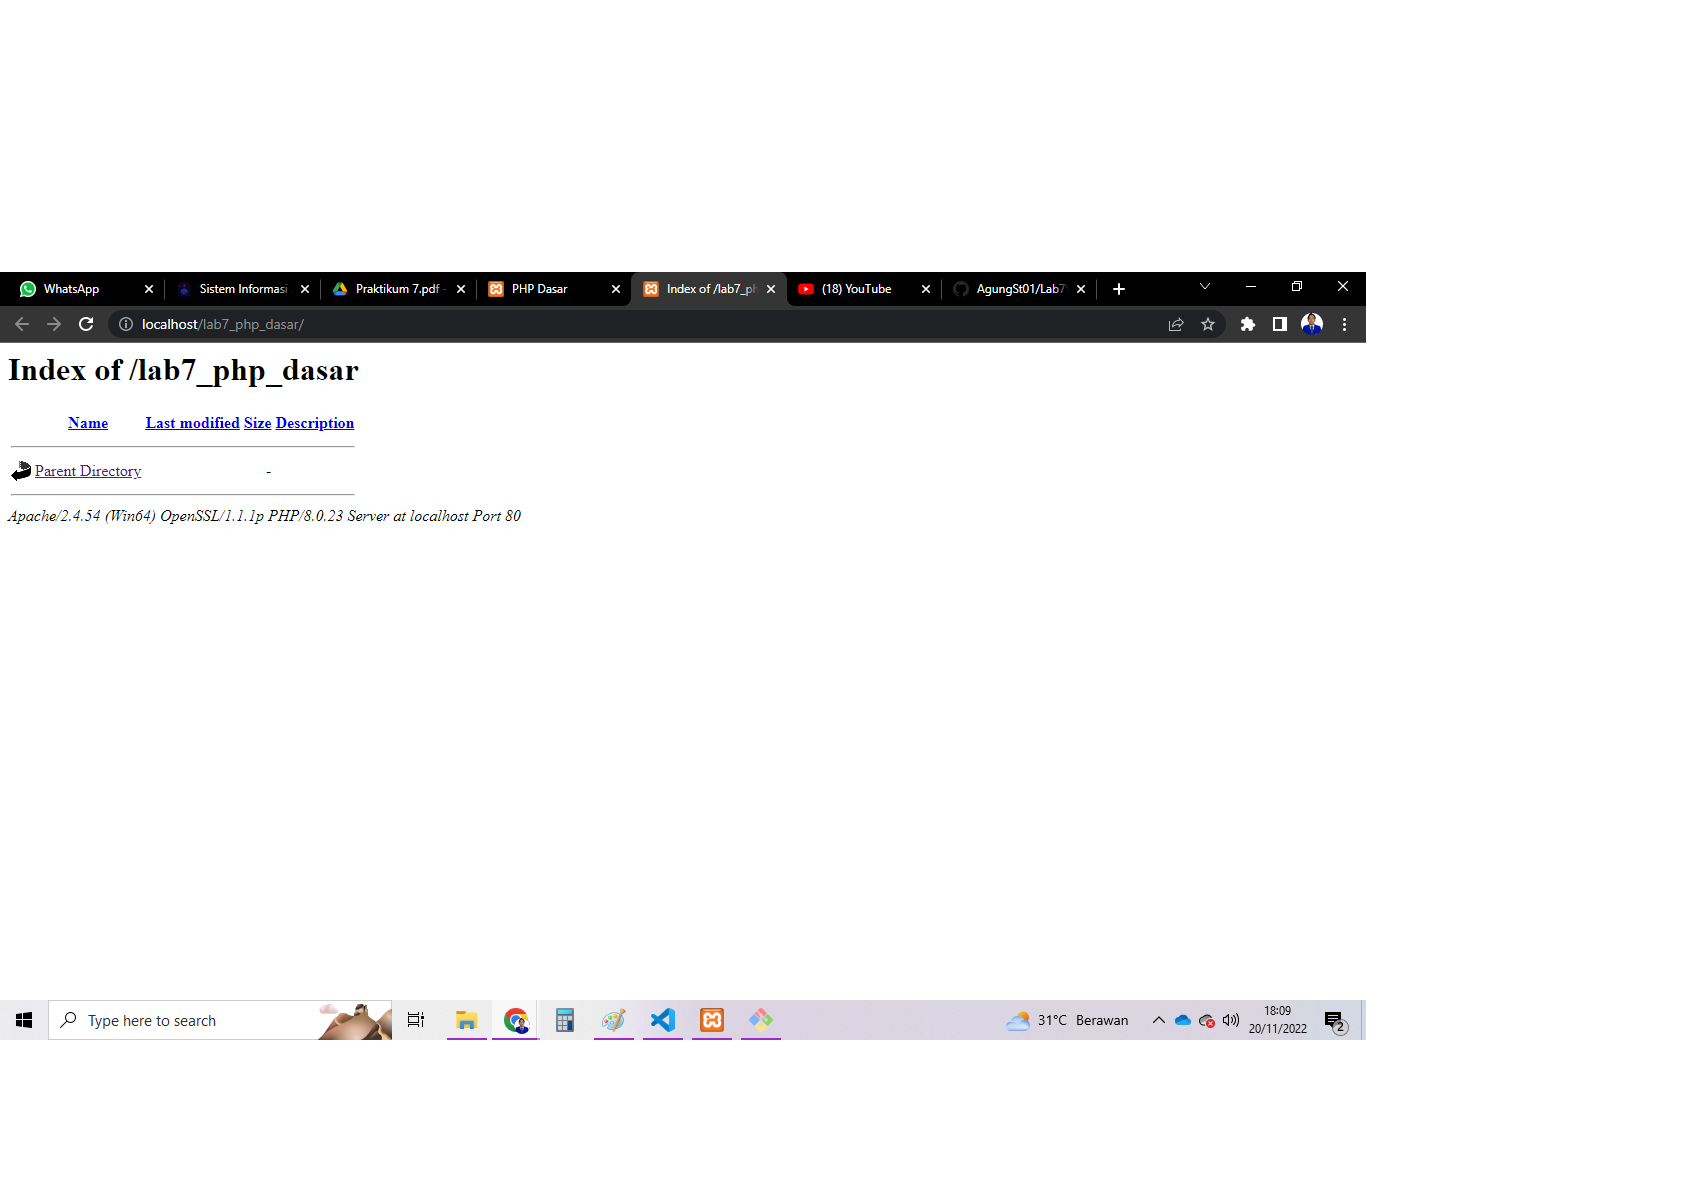 WhatsApp
Sistem Informasi
Praktikum 7.pdf -
PHP Dasar
Index of /lab7_ph
(18) YouTube
AgungSt01/Lab7
localhost/lab7_php_dasar/
Index of /lab7_php_dasar
Name Last modified Size Description
Parent Directory -
Apache/2.4.54 (Win64) OpenSSL/1.1.1p PHP/8.0.23 Server at localhost Port 80
Type here to search
31°C Berawan
18:09
20/11/2022
2